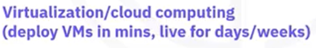 Virtualization/cloud computing
(deploy VMs in mins, live for days/weeks)